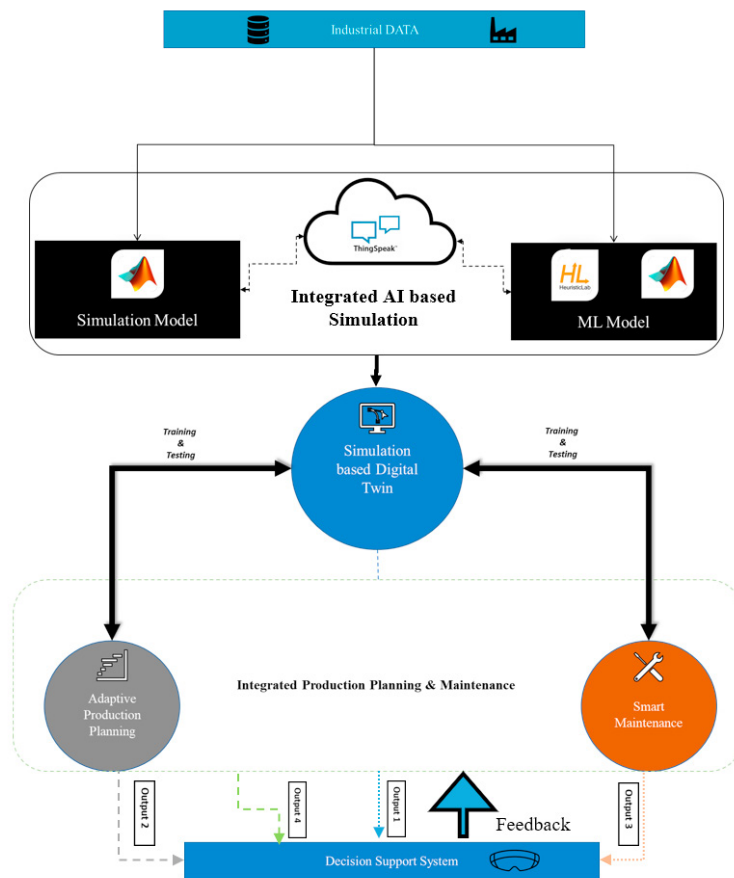 Industrial DATA
ThingSpeak™
Integrated AI based
Simulation
Simulation Model
HL
HeuristicLab
ML Model
Training
&
Testing
Training
&
Testing
Simulation
based Digital
Twin
Integrated Production Planning & Maintenance
Adaptive
Production
Planning
Smart
Maintenance
Output 2
Output 4
Output 1
Feedback
Output 3
Decision Support System